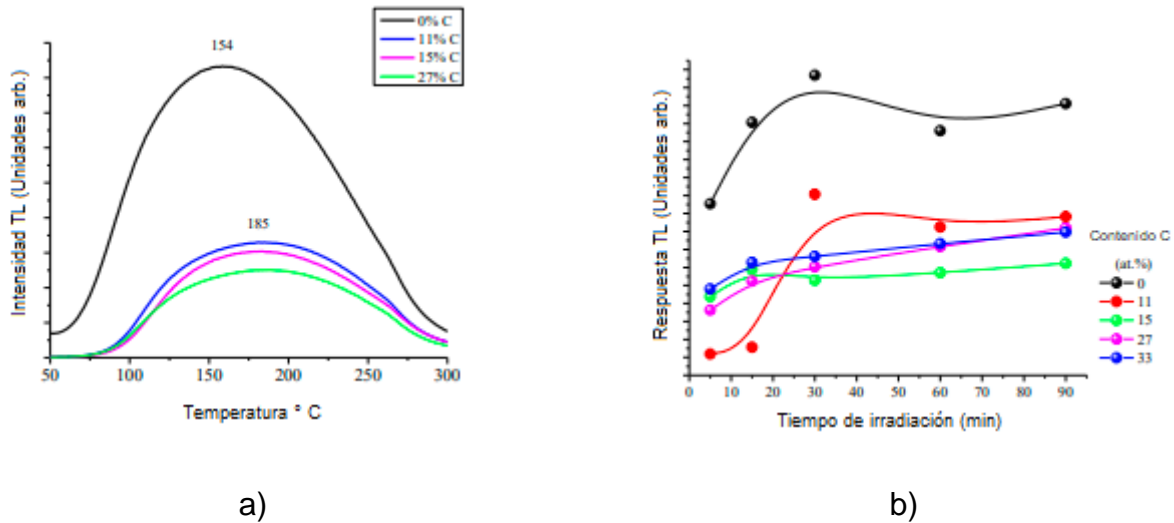 0% C
11% C
15% C
27% C
154
185
Intensidad TL (Unidades arb.)
50 100 150 200 250 300
Temperatura ° C
a)
Respuesta TL (Unidades arb.)
0 10 20 30 40 50 60 70 80 90
Tiempo de irradiación (min)
Contenido C
(at.%)
0
11
15
27
33
b)